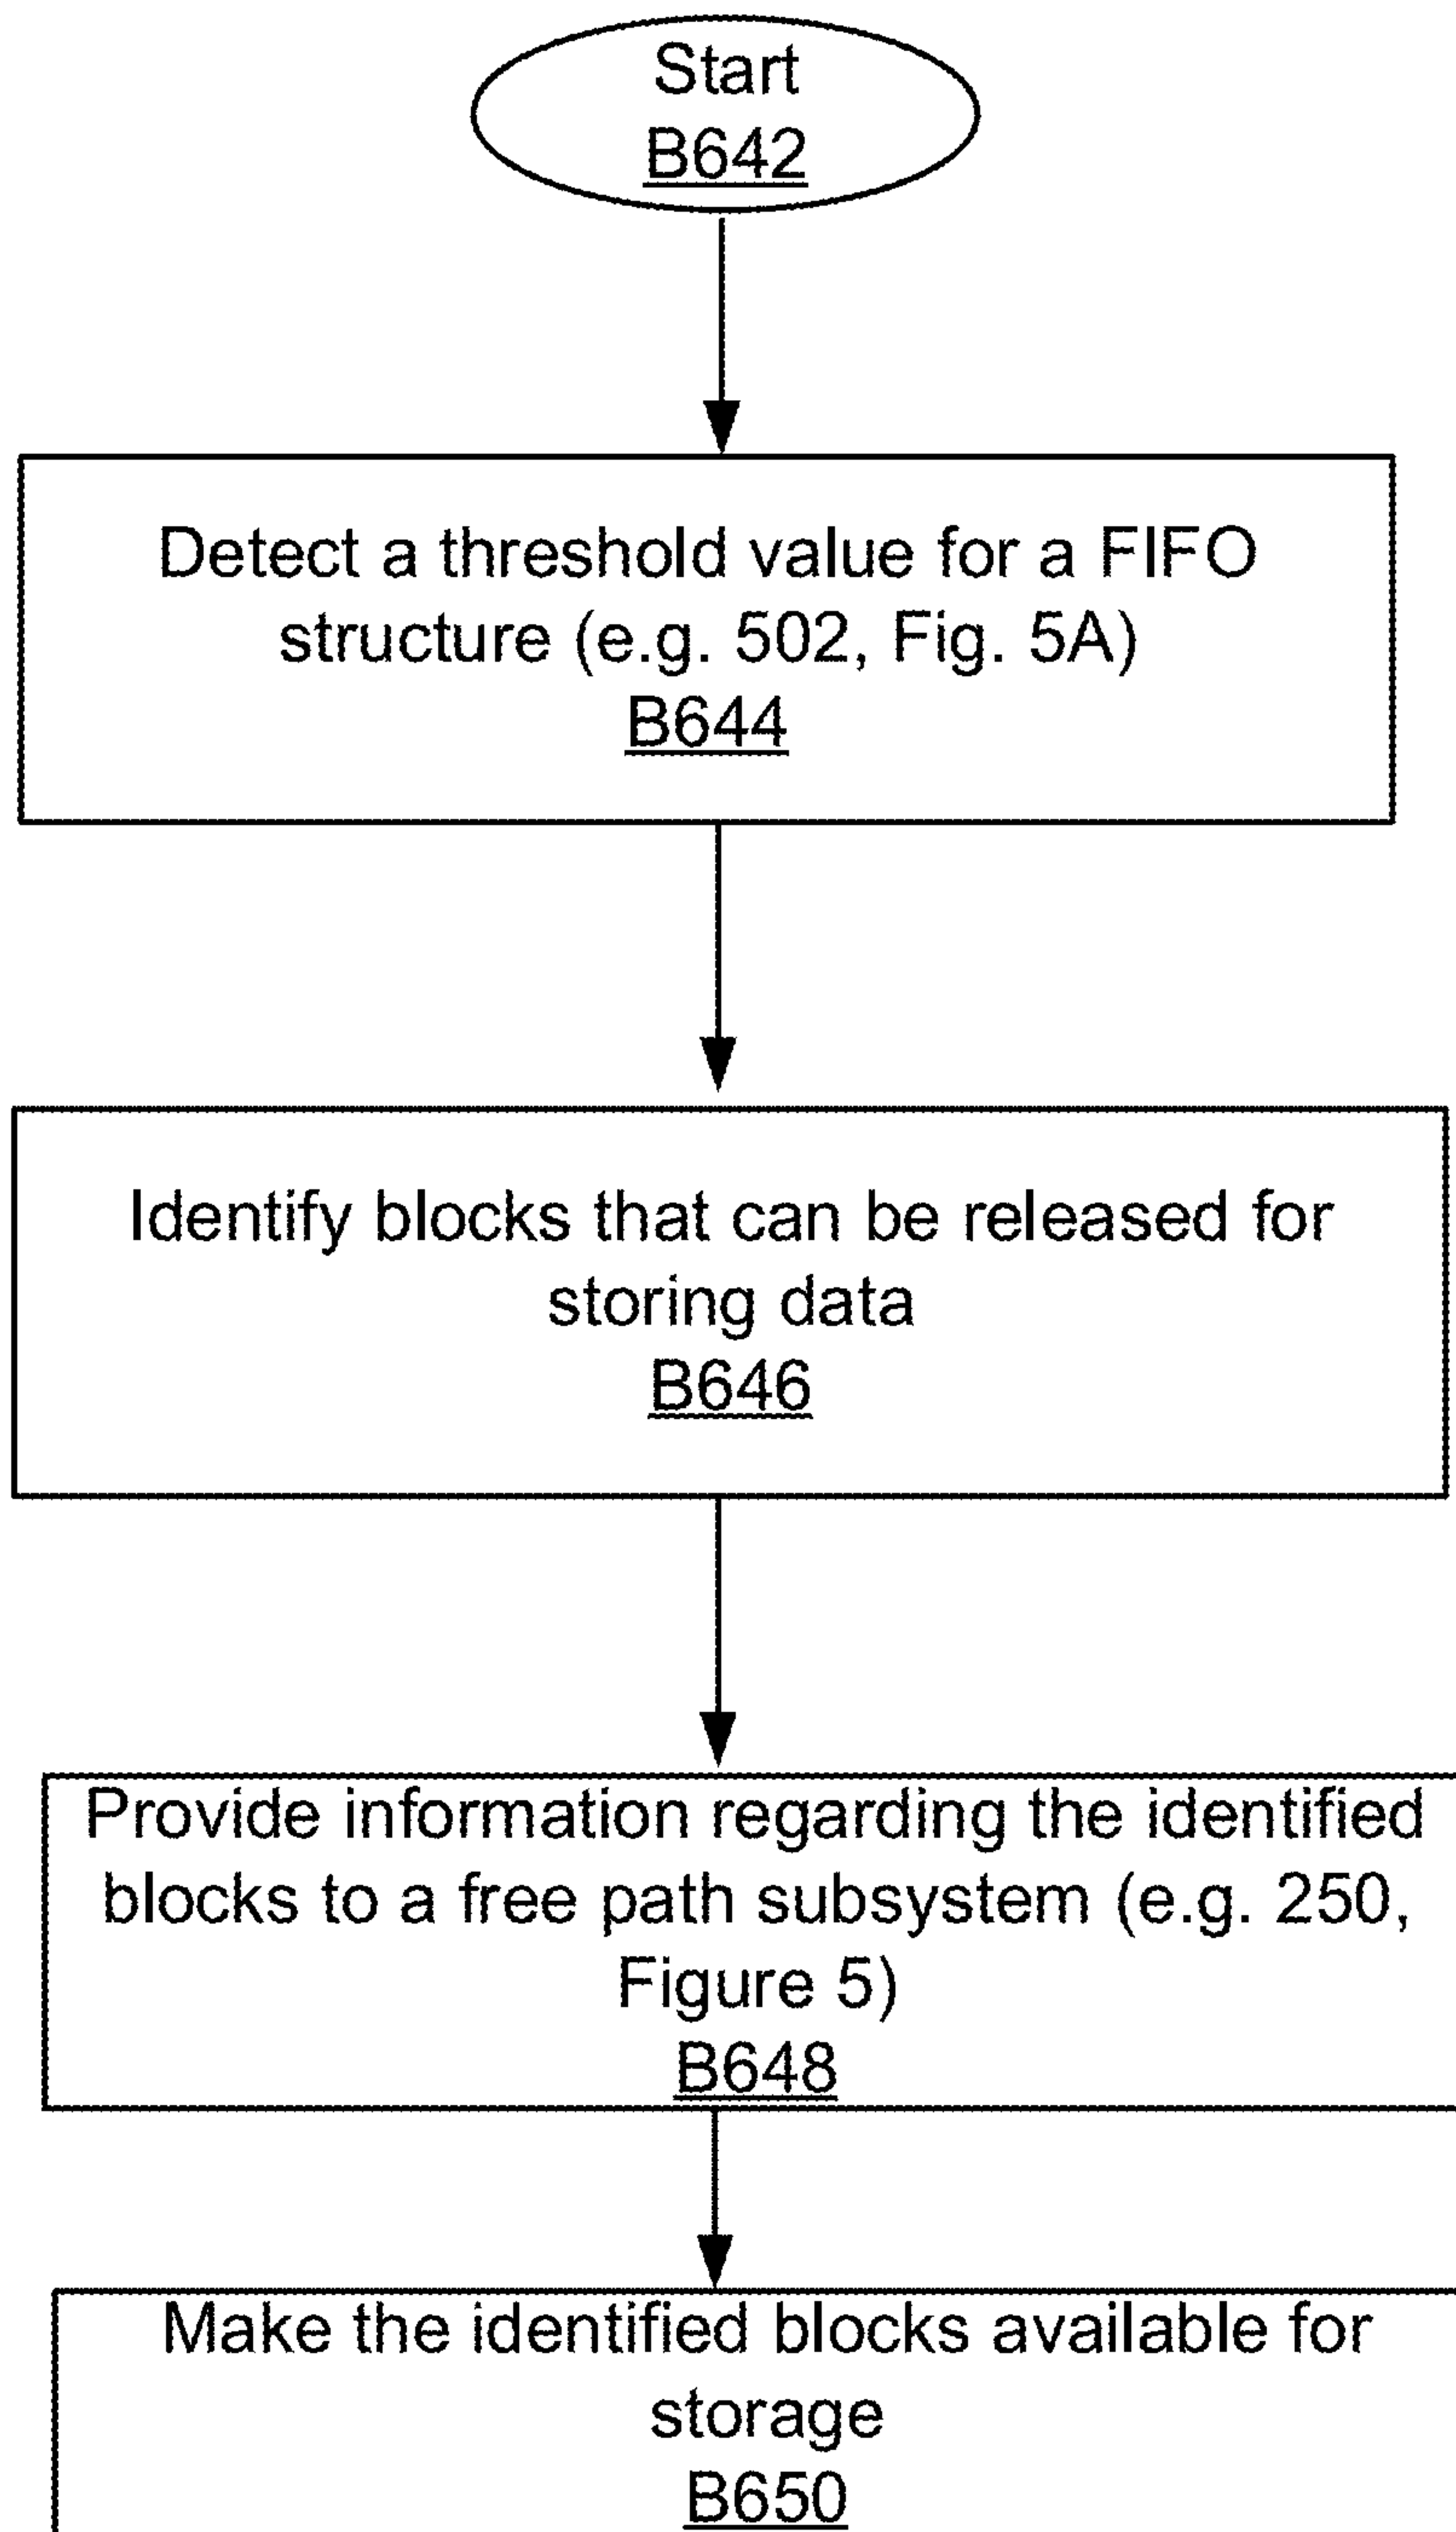 Start
B642
Detect a threshold value for a FIFO
structure (e.g. 502, Fig. 5A)
B644
Identify blocks that can be released for
storing data
B646
Provide information regarding the identified
blocks to a free path subsystem (e.g. 250,
Figure 5)
B648
Make the identified blocks available for
storage
B650